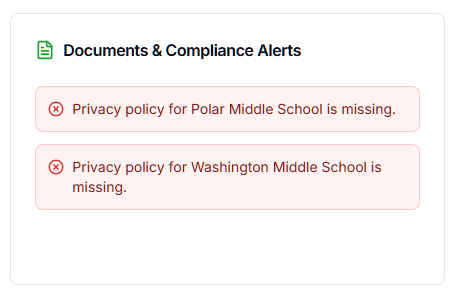 Documents & Compliance Alerts
Privacy policy for Polar Middle School is missing.
Privacy policy for Washington Middle School is
missing.